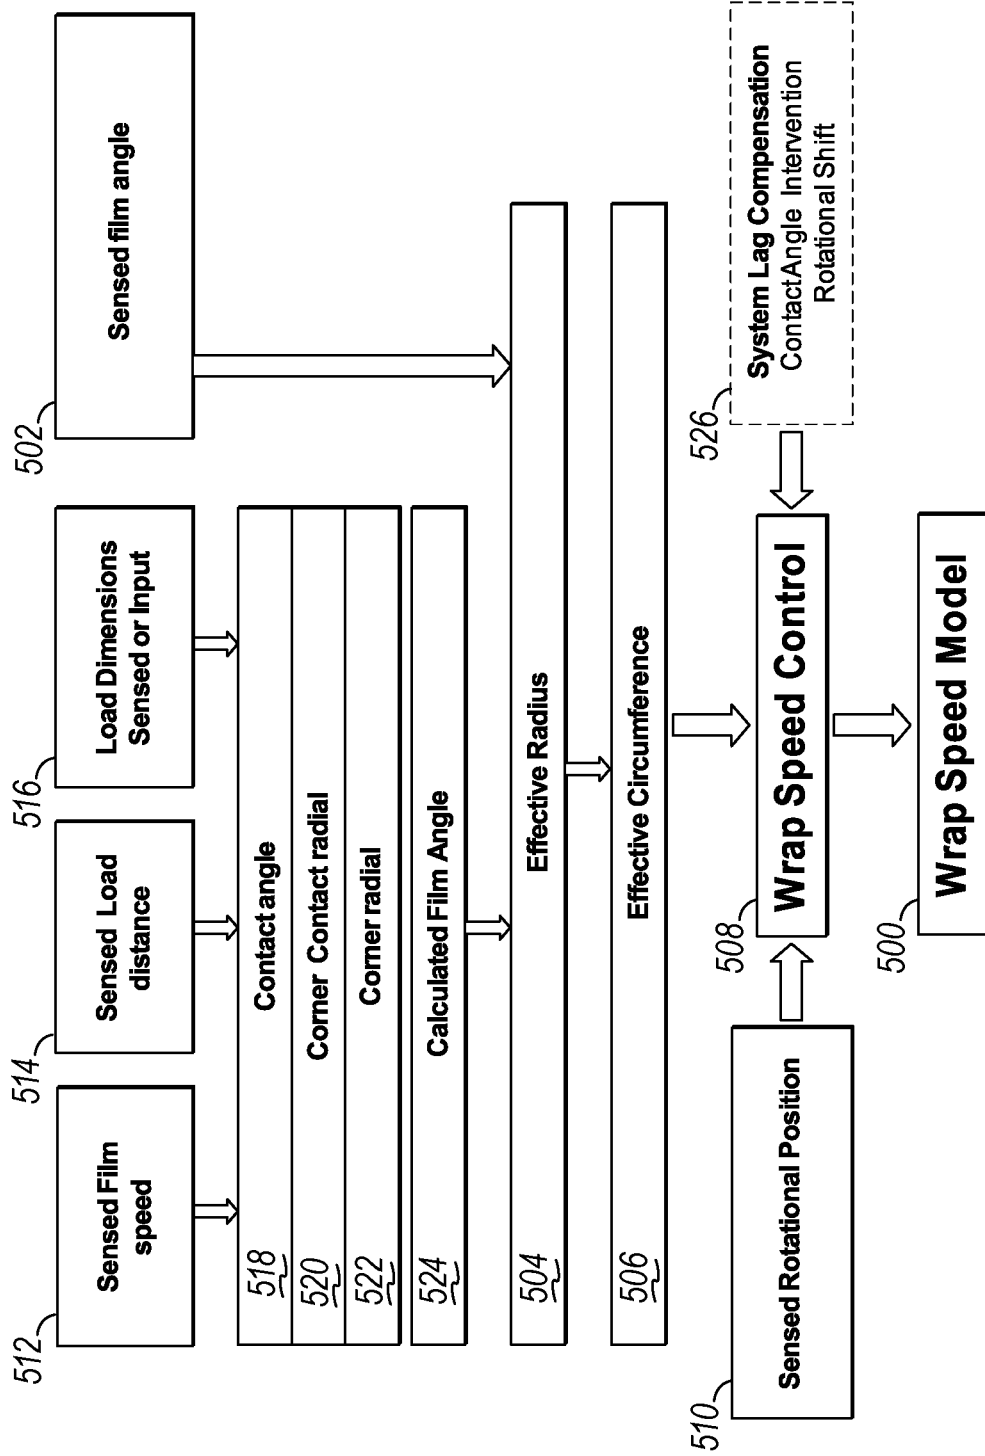 512
Sensed Film
speed
514
Sensed Load
distance
516
Load Dimensions
Sensed or Input
502
Sensed film angle
518
Contact angle
520
Corner Contact radial
522
Corner radial
524
Calculated Film Angle
504
Effective Radius
506
Effective Circumference
510
Sensed Rotational Position
508
Wrap Speed Control
526
System Lag Compensation
Contact Angle Intervention
Rotational Shift
500
Wrap Speed Model